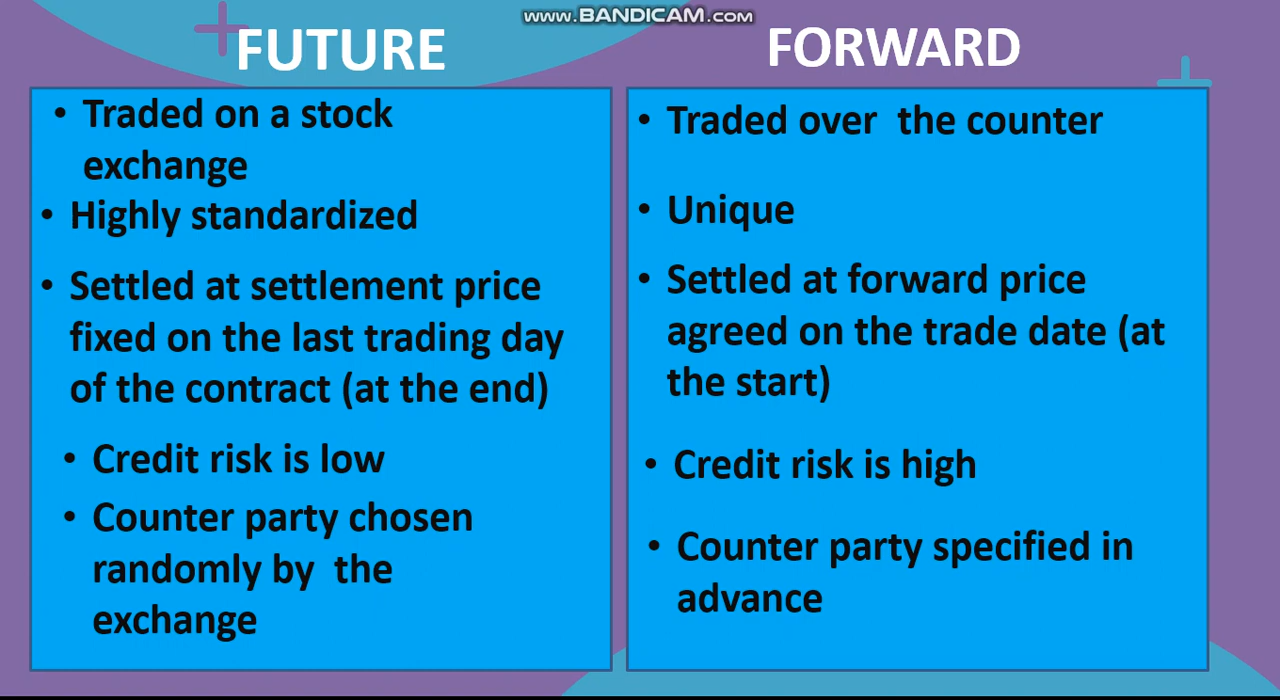 www.BANDICAM.com
FUTURE
• Traded on a stock
exchange
• Highly standardized
• Settled at settlement price
fixed on the last trading day
of the contract (at the end)
• Credit risk is low
• Counter party chosen
randomly by the
exchange
FORWARD
• Traded over the counter
• Unique
• Settled at forward price
agreed on the trade date (at
the start)
• Credit risk is high
• Counter party specified in
advance